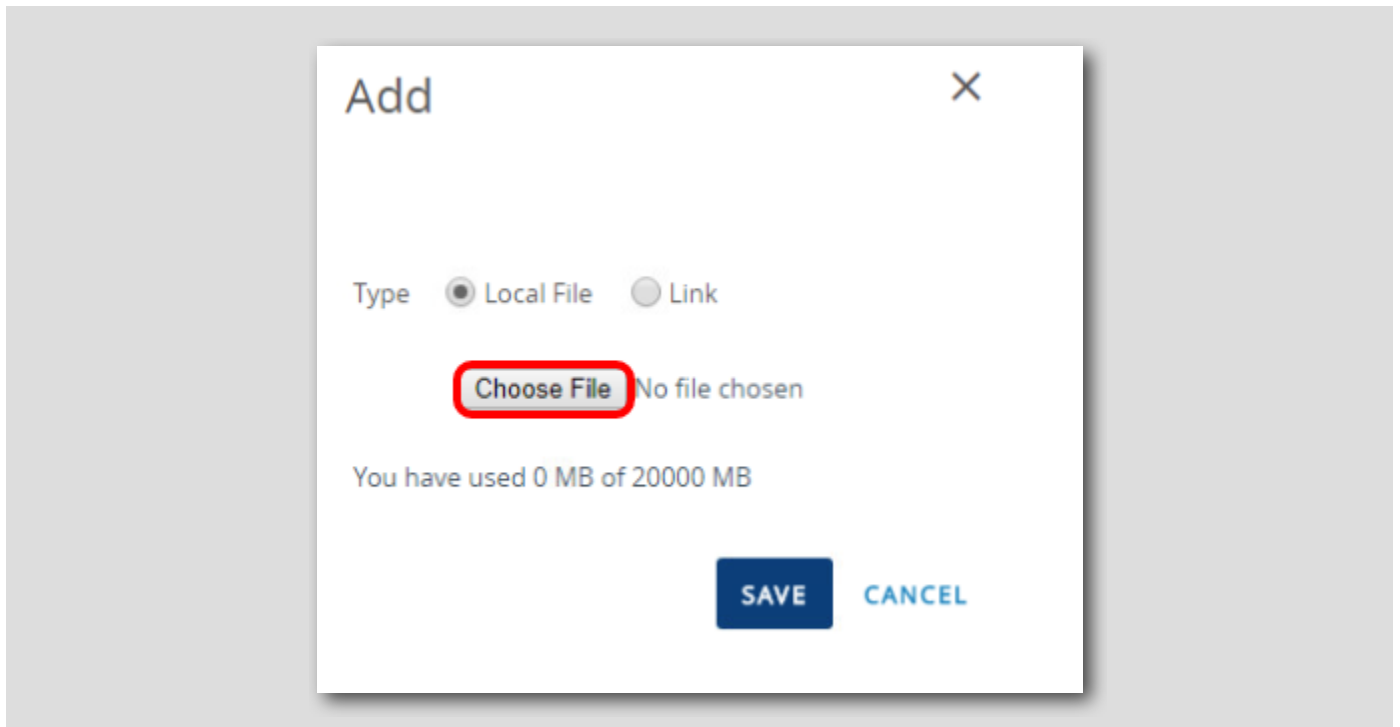 Add
Type Local File Link
Choose File No file chosen
You have used 0 MB of 20000 MB
SAVE CANCEL